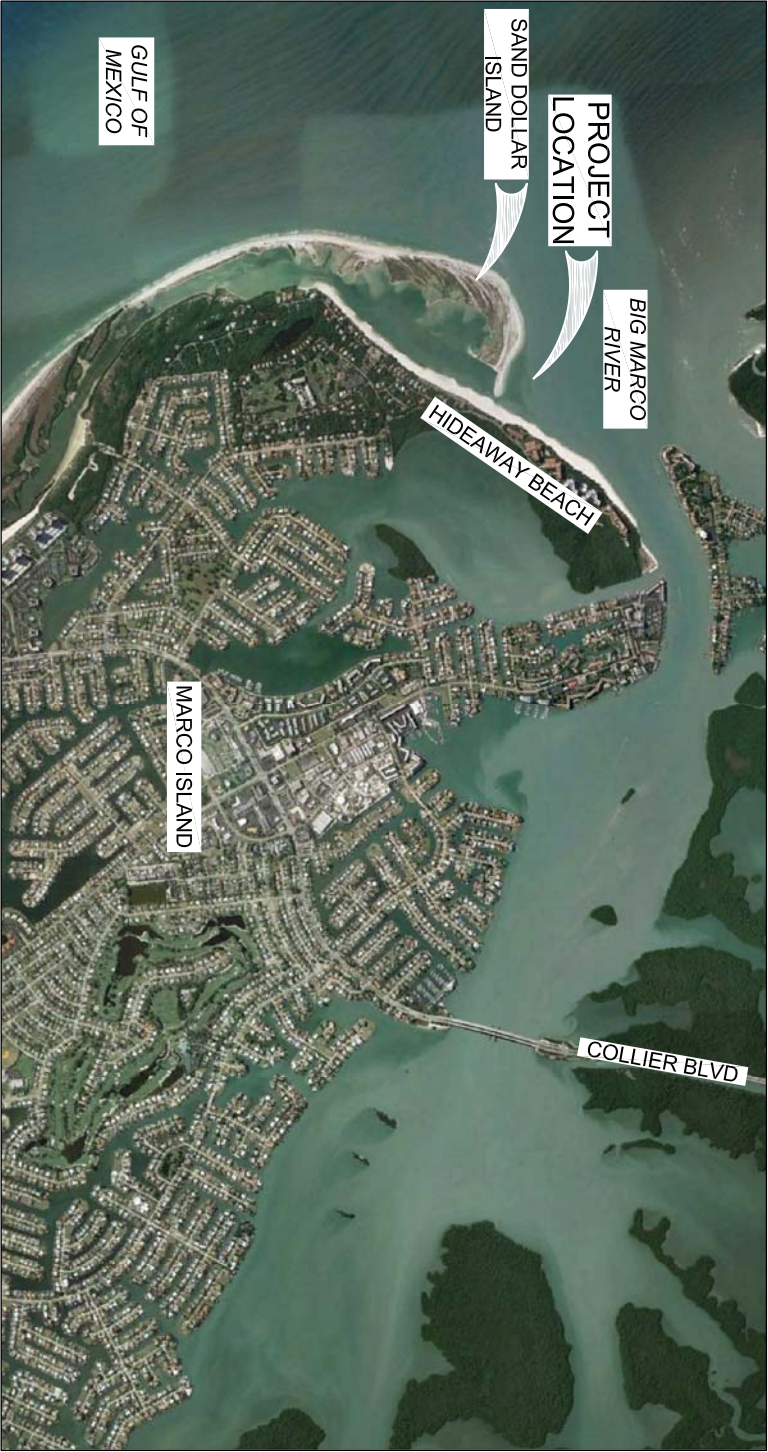 GULF OF
MEXICO
SAND DOLLAR
ISLAND
PROJECT
LOCATION
BIG MARCO
RIVER
HIDEAWAY BEACH
MARCO ISLAND
COLLIER BLVD